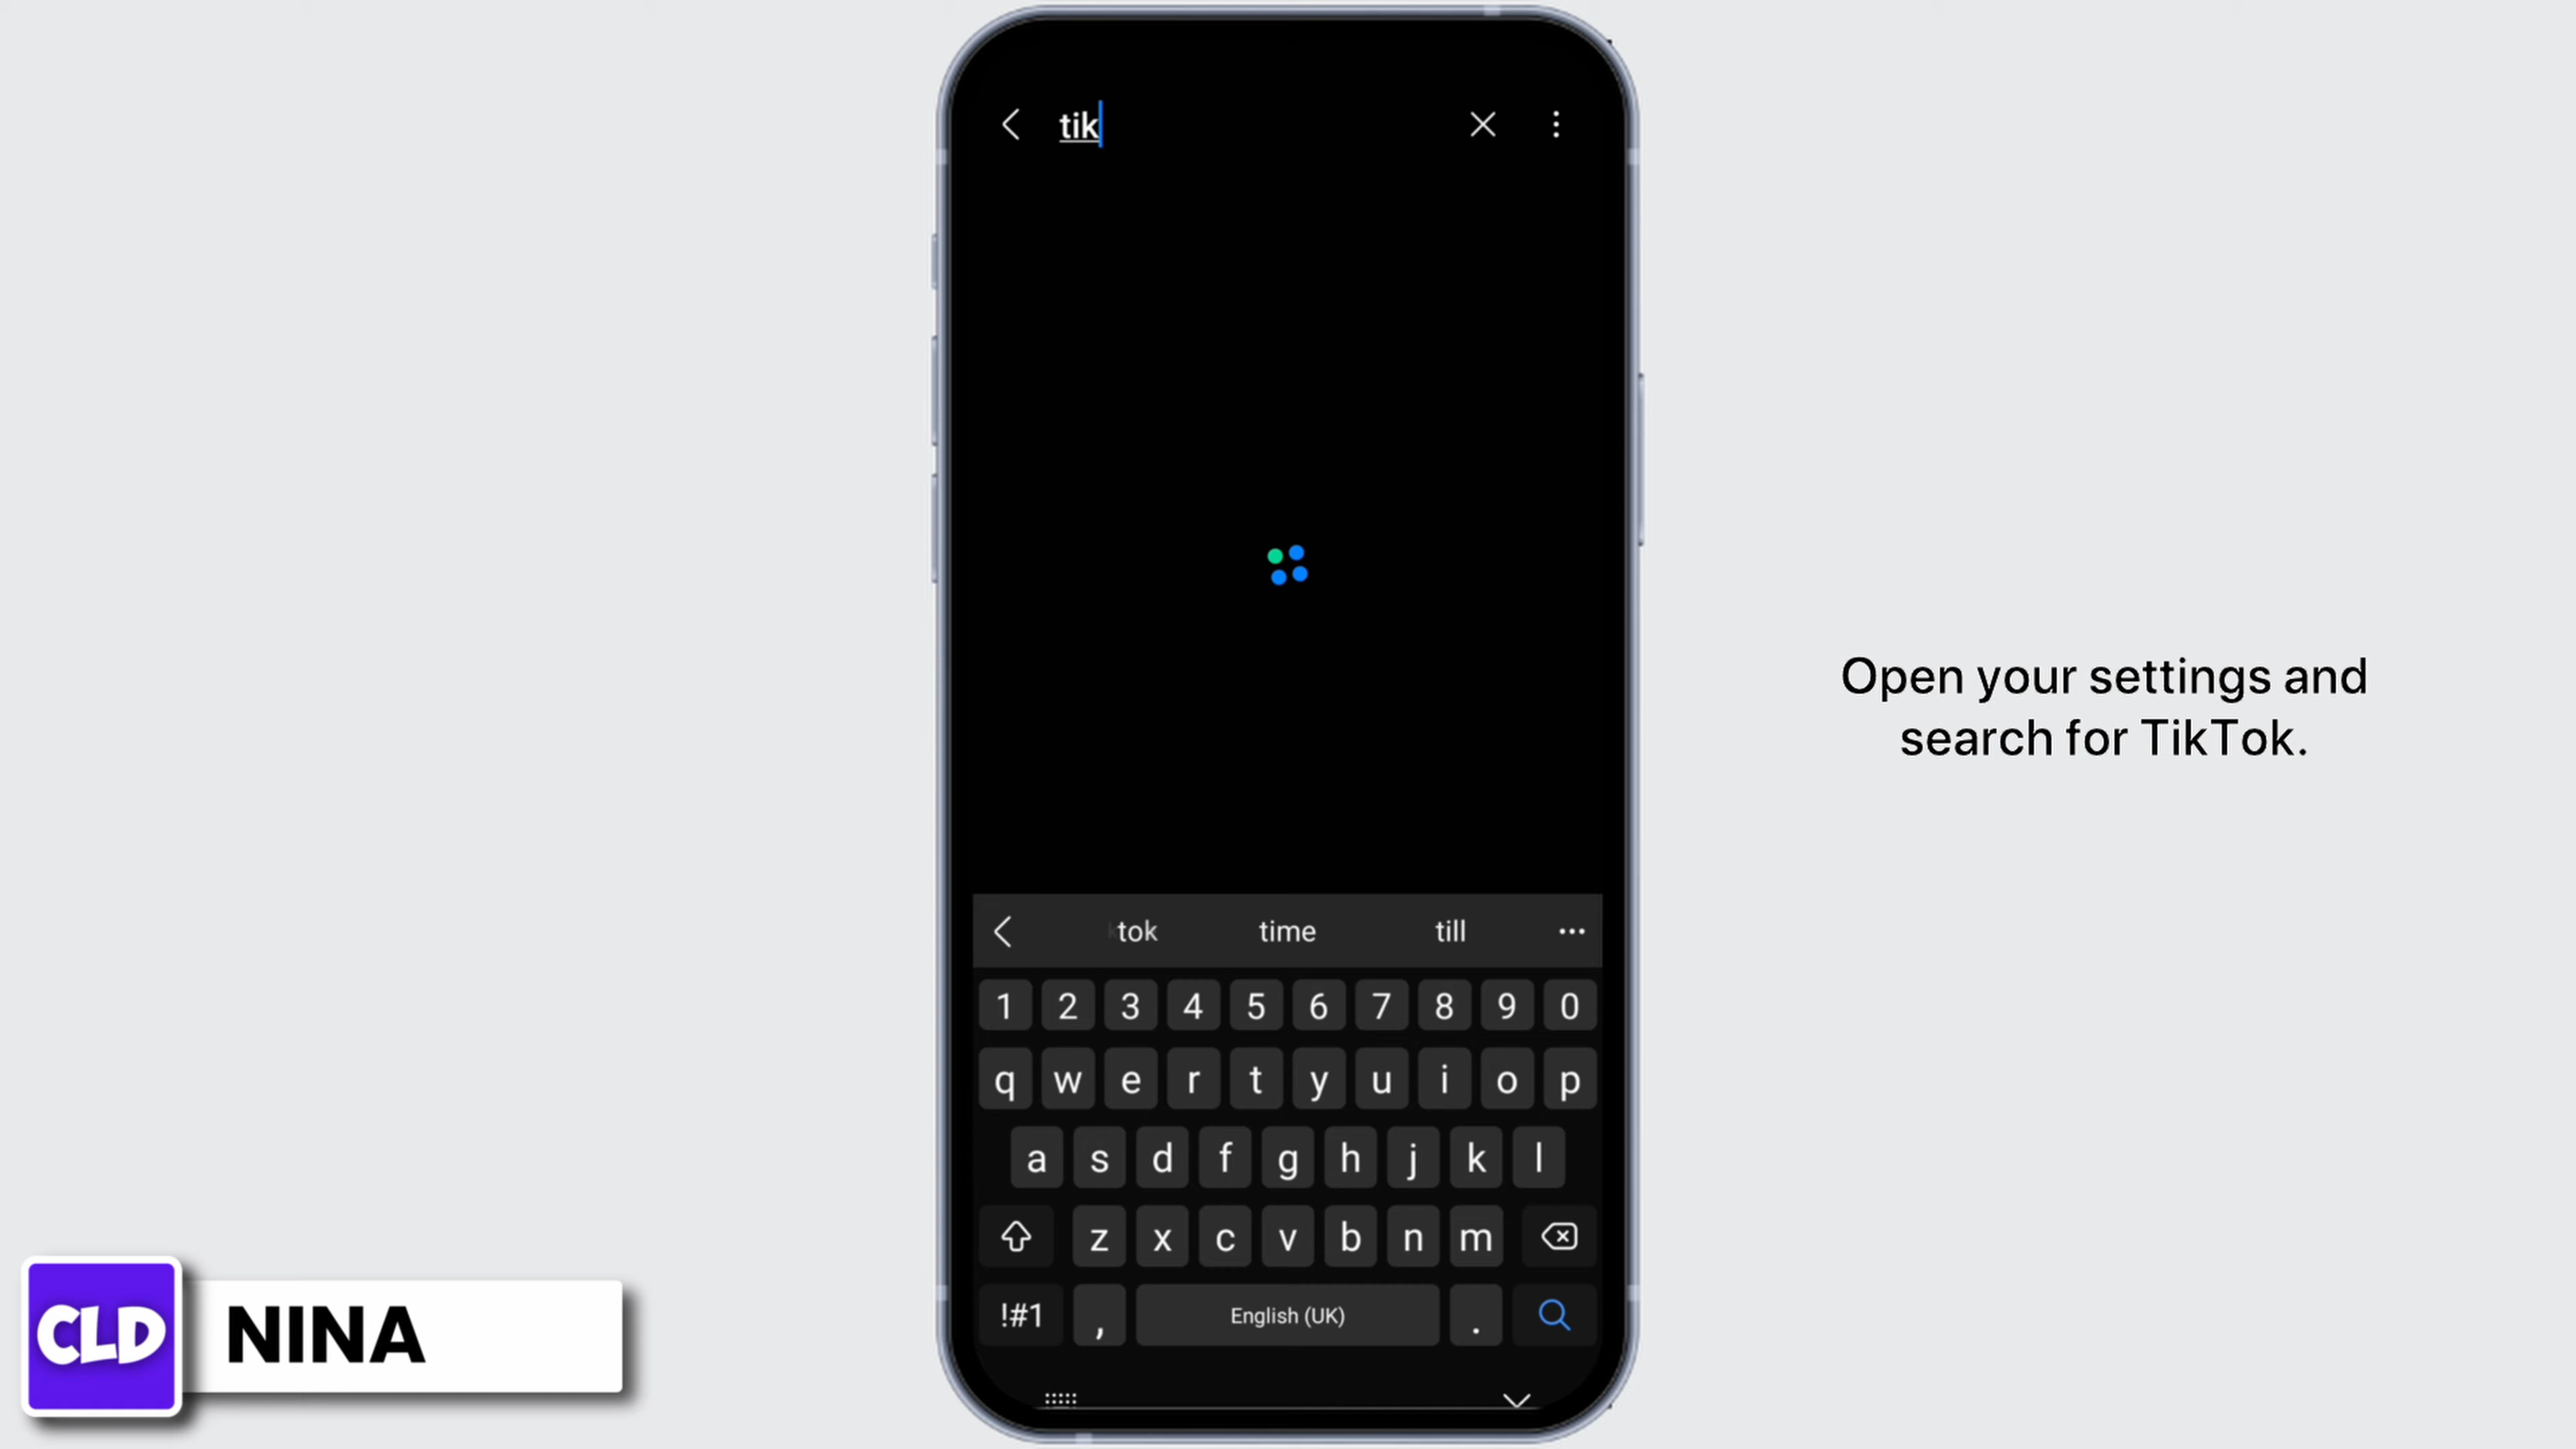 tik
Open your settings and
search for TikTok.
tok time till
1 2 3 4 5 6 7 8 9 0
q w e r t y u i o p
a s d f g h j k l
z x c v b n m
!#1 , English (UK) .
CLD NINA